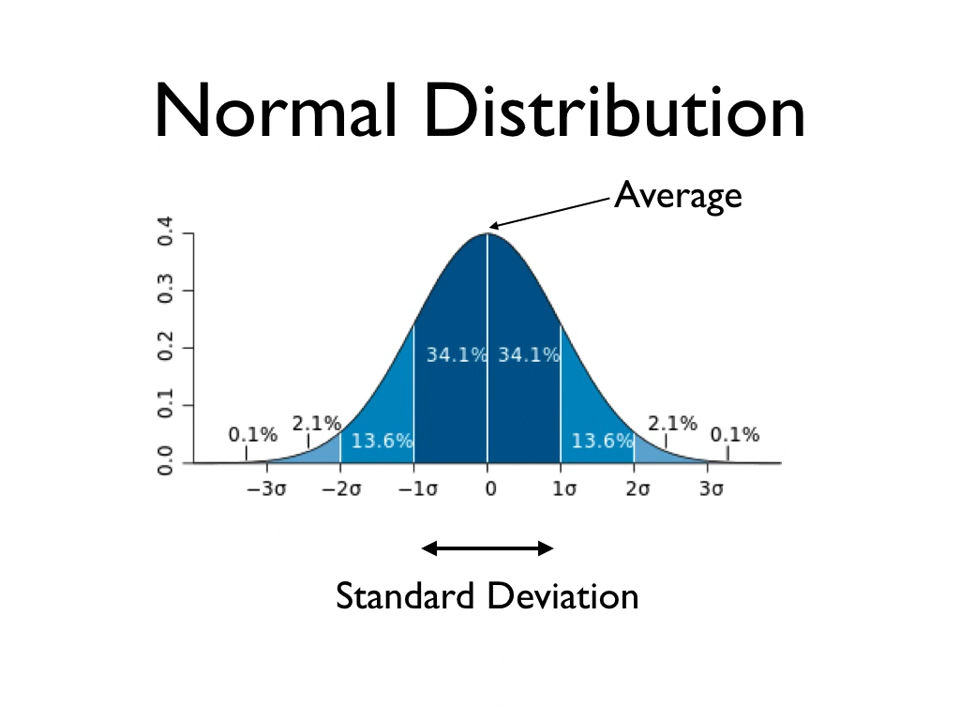 Normal Distribution
Average
0.4
0.3
0.2
0.1
0.0
34.1% 34.1%
0.1% 2.1% 13.6% 13.6% 2.1% 0.1%
−3σ −2σ −1σ 0 1σ 2σ 3σ
Standard Deviation